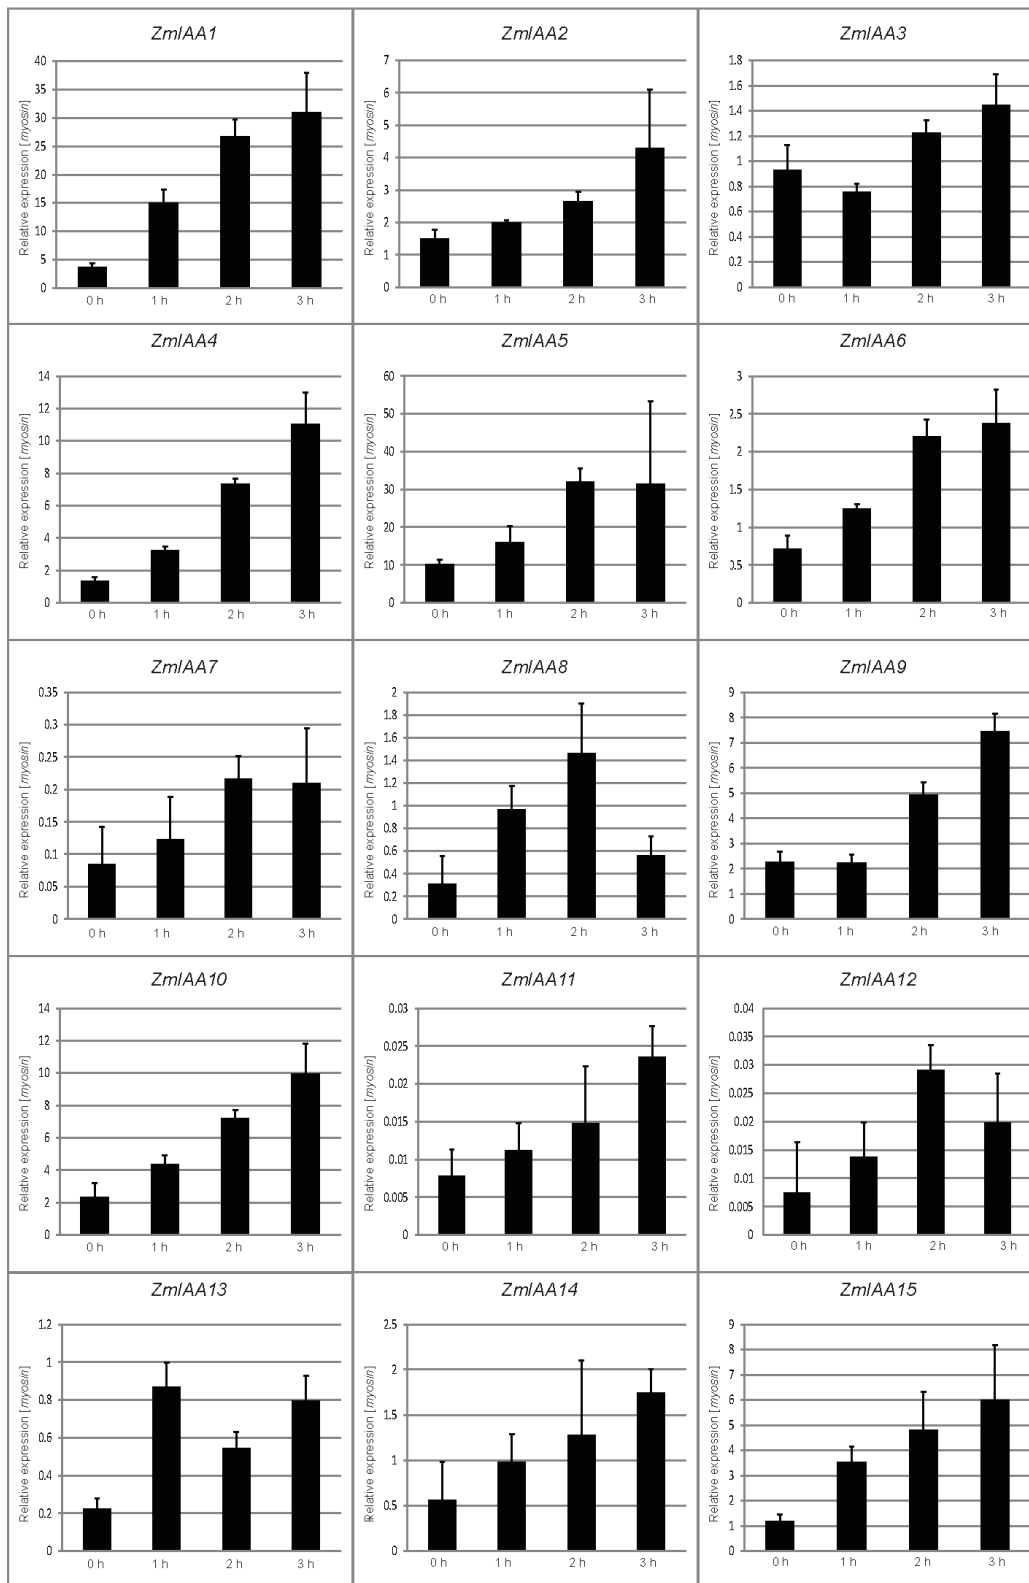 ZmIAA1
Relative expression [myosin]
40
35
30
25
20
15
10
5
0
0 h 1 h 2 h 3 h
ZmIAA2
Relative expression [myosin]
7
6
5
4
3
2
1
0
0 h 1 h 2 h 3 h
ZmIAA3
Relative expression [myosin]
1.8
1.6
1.4
1.2
1
0.8
0.6
0.4
0.2
0
0 h 1 h 2 h 3 h
ZmIAA4
Relative expression [myosin]
14
12
10
8
6
4
2
0
0 h 1 h 2 h 3 h
ZmIAA5
Relative expression [myosin]
60
50
40
30
20
10
0
0 h 1 h 2 h 3 h
ZmIAA6
Relative expression [myosin]
3
2.5
2
1.5
1
0.5
0
0 h 1 h 2 h 3 h
ZmIAA7
Relative expression [myosin]
0.35
0.3
0.25
0.2
0.15
0.1
0.05
0
0 h 1 h 2 h 3 h
ZmIAA8
Relative expression [myosin]
2
1.8
1.6
1.4
1.2
1
0.8
0.6
0.4
0.2
0
0 h 1 h 2 h 3 h
ZmIAA9
Relative expression [myosin]
9
8
7
6
5
4
3
2
1
0
0 h 1 h 2 h 3 h
ZmIAA10
Relative expression [myosin]
14
12
10
8
6
4
2
0
0 h 1 h 2 h 3 h
ZmIAA11
Relative expression [myosin]
0.03
0.025
0.02
0.015
0.01
0.005
0
0 h 1 h 2 h 3 h
ZmIAA12
Relative expression [myosin]
0.04
0.035
0.03
0.025
0.02
0.015
0.01
0.005
0
0 h 1 h 2 h 3 h
ZmIAA13
Relative expression [myosin]
1.2
1
0.8
0.6
0.4
0.2
0
0 h 1 h 2 h 3 h
ZmIAA14
Relative expression [myosin]
2.5
2
1.5
1
0.5
0
0 h 1 h 2 h 3 h
ZmIAA15
Relative expression [myosin]
9
8
7
6
5
4
3
2
1
0
0 h 1 h 2 h 3 h